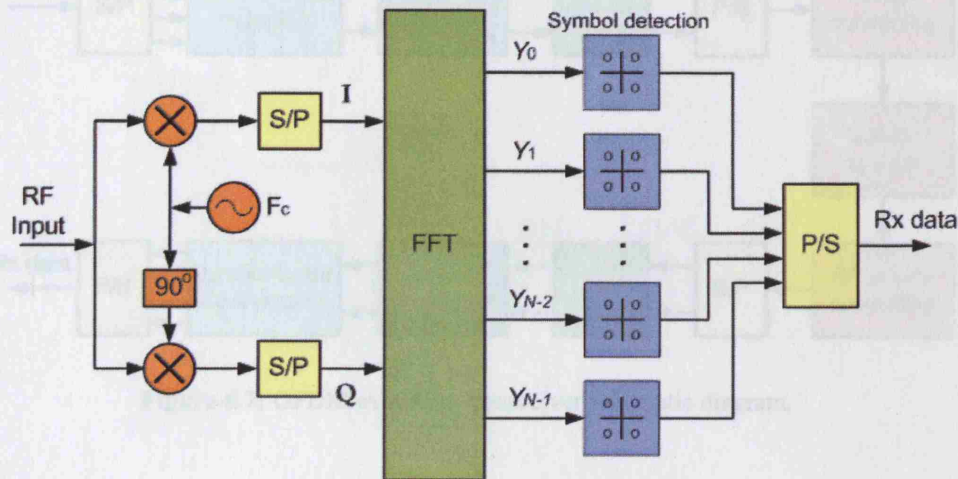 Symbol detection
Y0
I
S/P
Y1
RF
Input
Fc
FFT
P/S
Rx data
90°
YN-2
S/P
Q
YN-1